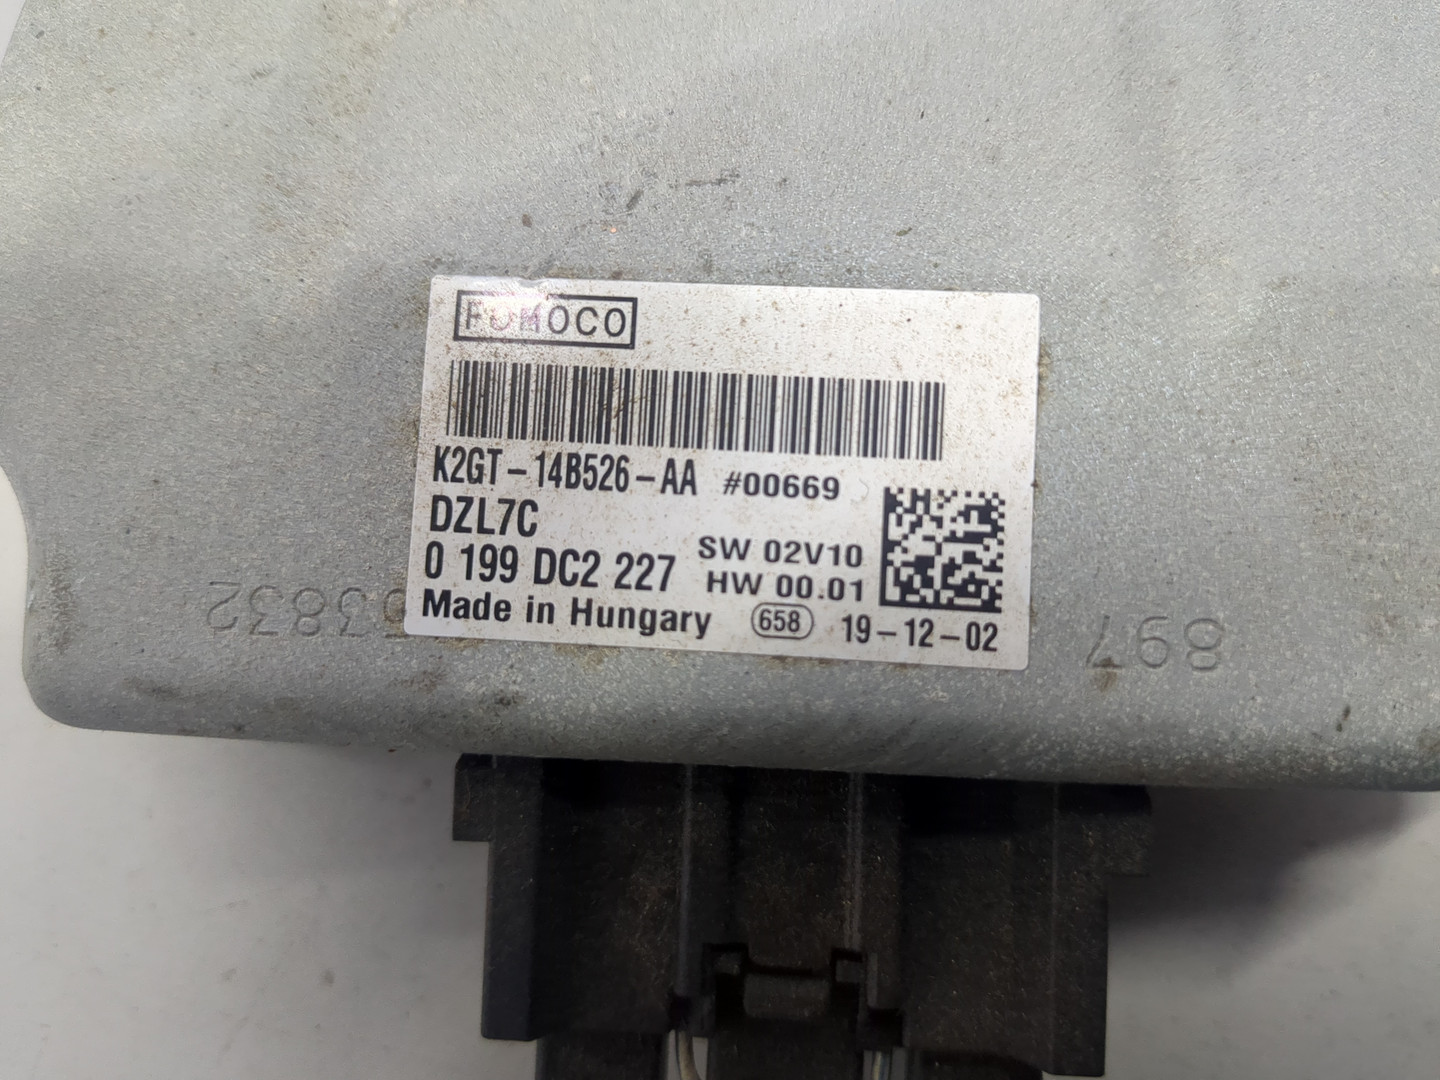 FOMOCO
K2GT-14B526-AA #00669
DZL7C
0 199 DC2 227
SW 02V10
HW 00.01
Made in Hungary 658 19-12-02
53832
897